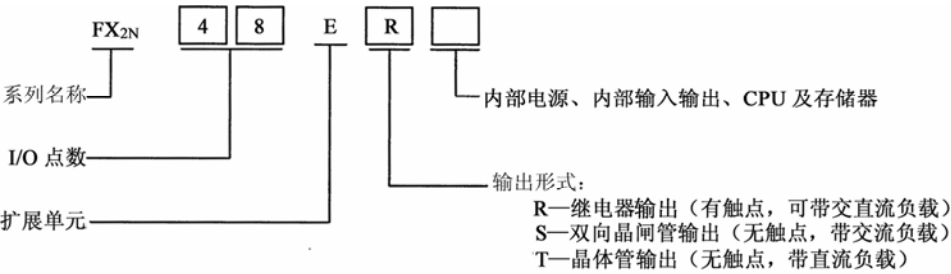 FX2N 4 8 E R
系列名称
内部电源、内部输入输出、CPU 及存储器
I/O 点数
输出形式：
扩展单元
R—继电器输出（有触点，可带交直流负载）
S—双向晶闸管输出（无触点，带交流负载）
T—晶体管输出（无触点，带直流负载）